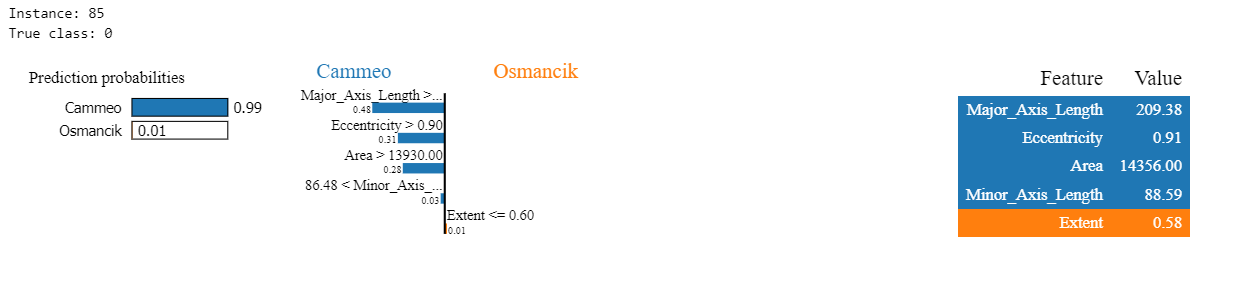 Instance: 85
True class: 0
Prediction probabilities
Cammeo 0.99
Osmancik 0.01
Cammeo Osmancik
Major_Axis_Length >...
0.48
Eccentricity > 0.90
0.31
Area > 13930.00
0.28
86.48 < Minor_Axis_...
0.03
Extent <= 0.60
0.01
Feature Value
Major_Axis_Length 209.38
Eccentricity 0.91
Area 14356.00
Minor_Axis_Length 88.59
Extent 0.58